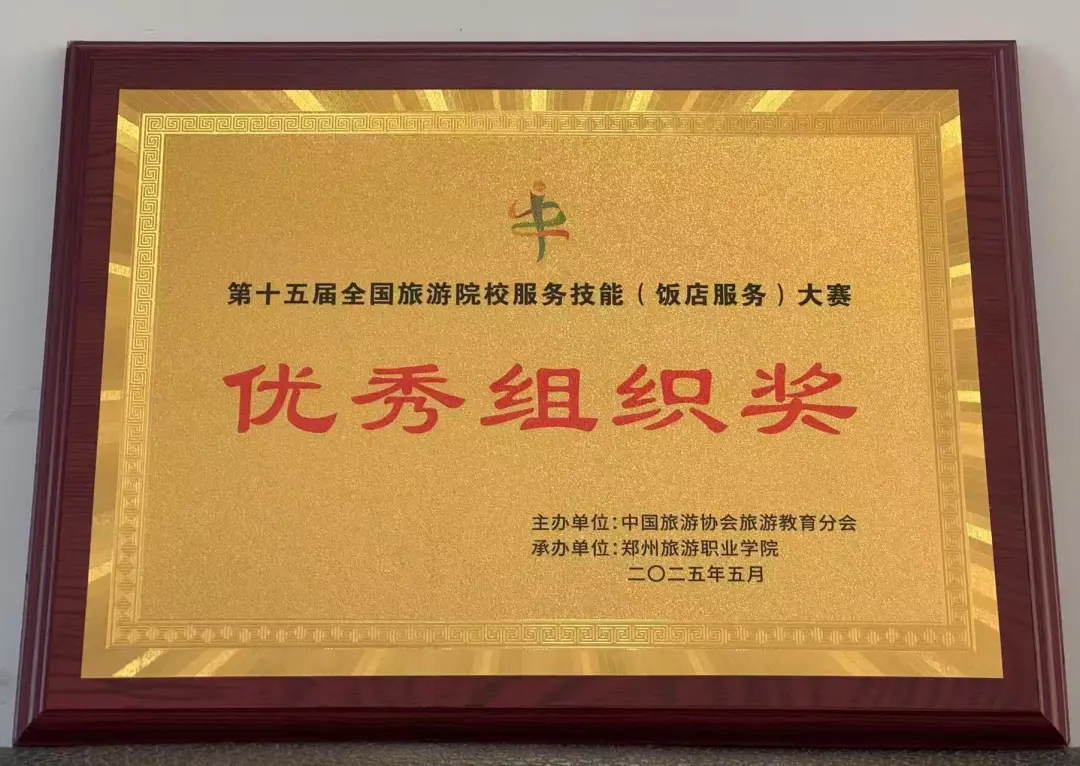 第十五届全国旅游院校服务技能（饭店服务）大赛
优秀组织奖
主办单位:中国旅游协会旅游教育分会
承办单位:郑州旅游职业学院
二〇二五年五月